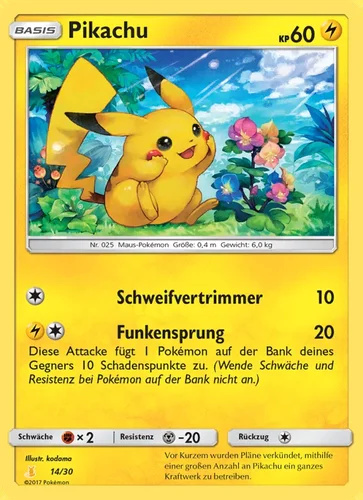 BASIS Pikachu KP60
Nr. 025 Maus-Pokémon Größe: 0,4 m Gewicht: 6,0 kg
Schweifvertrimmer 10
Funkensprung 20
Diese Attacke fügt 1 Pokémon auf der Bank deines
Gegners 10 Schadenspunkte zu. (Wende Schwäche und
Resistenz bei Pokémon auf der Bank nicht an.)
Schwäche ×2 Resistenz -20 Rückzug
Illustr. kodama
14/30
©2017 Pokémon
Vor Kurzem wurden Pläne verkündet, mithilfe
einer großen Anzahl an Pikachu ein ganzes
Kraftwerk zu betreiben.